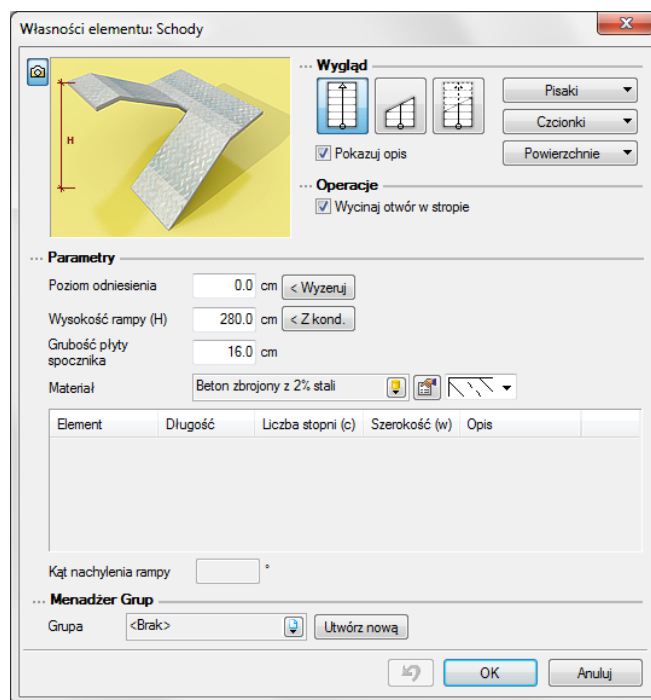 Własności elementu: Schody
H
Wygląd
Pisaki
Czcionki
Pokazuj opis
Powierzchnie
Operacje
Wycinaj otwór w stropie
Parametry
Poziom odniesienia 0.0 cm < Wyzeruj
Wysokość rampy (H) 280.0 cm < Z kond.
Grubość płyty
spocznika 16.0 cm
Materiał Beton zbrojony z 2% stali
Element Długość Liczba stopni (c) Szerokość (w) Opis
Kąt nachylenia rampy °
Menadżer Grup
Grupa <Brak> Utwórz nową
OK Anuluj